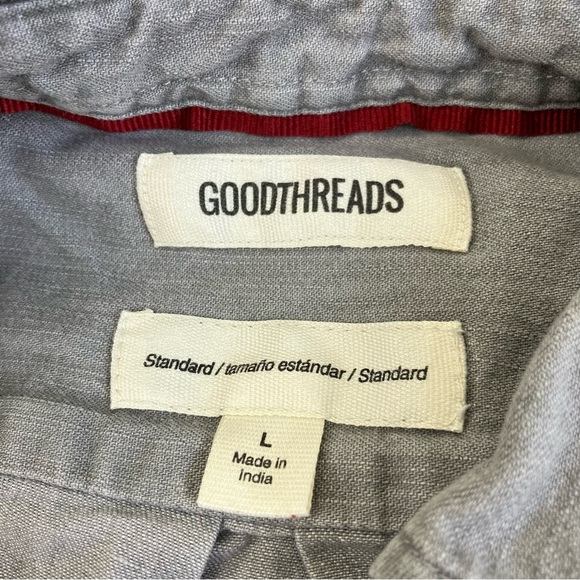 GOODTHREADS
Standard / tamaño estándar / Standard
L
Made in
India